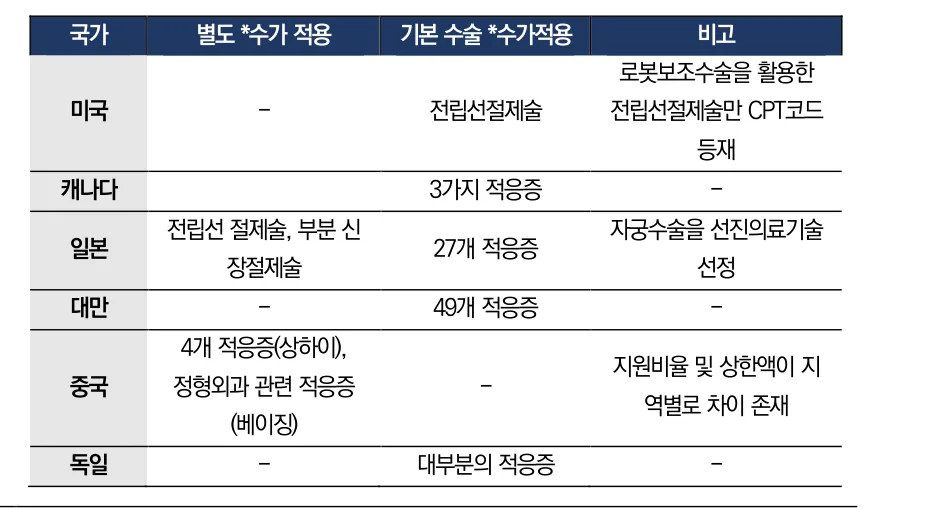 국가 별도 *수가 적용 기본 수술 *수가적용 비고
미국 - 전립선절제술 로봇보조수술을 활용한
전립선절제술만 CPT코드
등재
캐나다 3가지 적응증 -
일본 전립선 절제술, 부분 신
장절제술 27개 적응증 자궁수술을 선진의료기술
선정
대만 - 49개 적응증 -
중국 4개 적응증(상하이),
정형외과 관련 적응증
(베이징) - 지원비율 및 상한액이 지
역별로 차이 존재
독일 - 대부분의 적응증 -